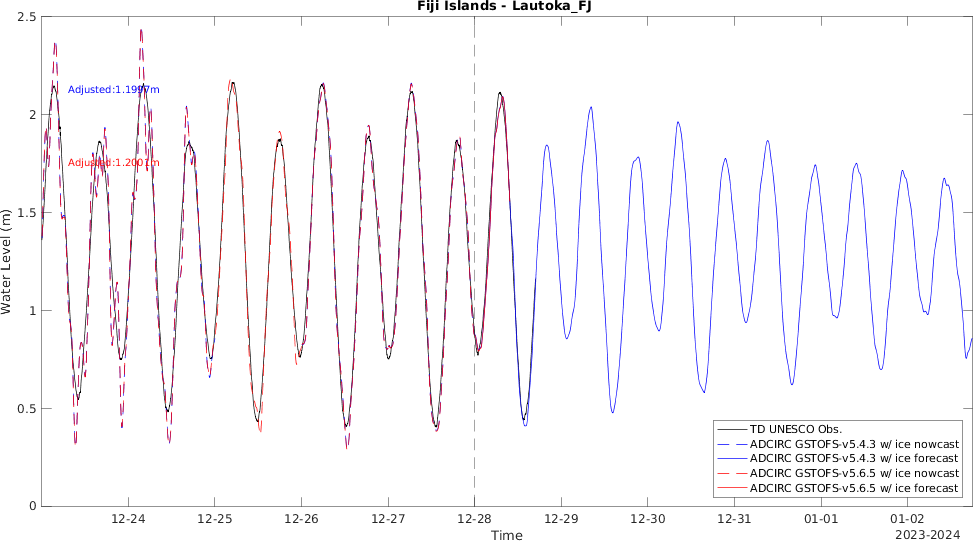 Fiji Islands - Lautoka_FJ
2.5
2
1.5
1
0.5
0
Water Level (m)
Adjusted:1.1997m
Adjusted:1.2001m
TD UNESCO Obs.
ADCIRC GSTOFS-v5.4.3 w/ ice nowcast
ADCIRC GSTOFS-v5.4.3 w/ ice forecast
ADCIRC GSTOFS-v5.6.5 w/ ice nowcast
ADCIRC GSTOFS-v5.6.5 w/ ice forecast
12-24 12-25 12-26 12-27 12-28 12-29 12-30 12-31 01-01 01-02
Time
2023-2024